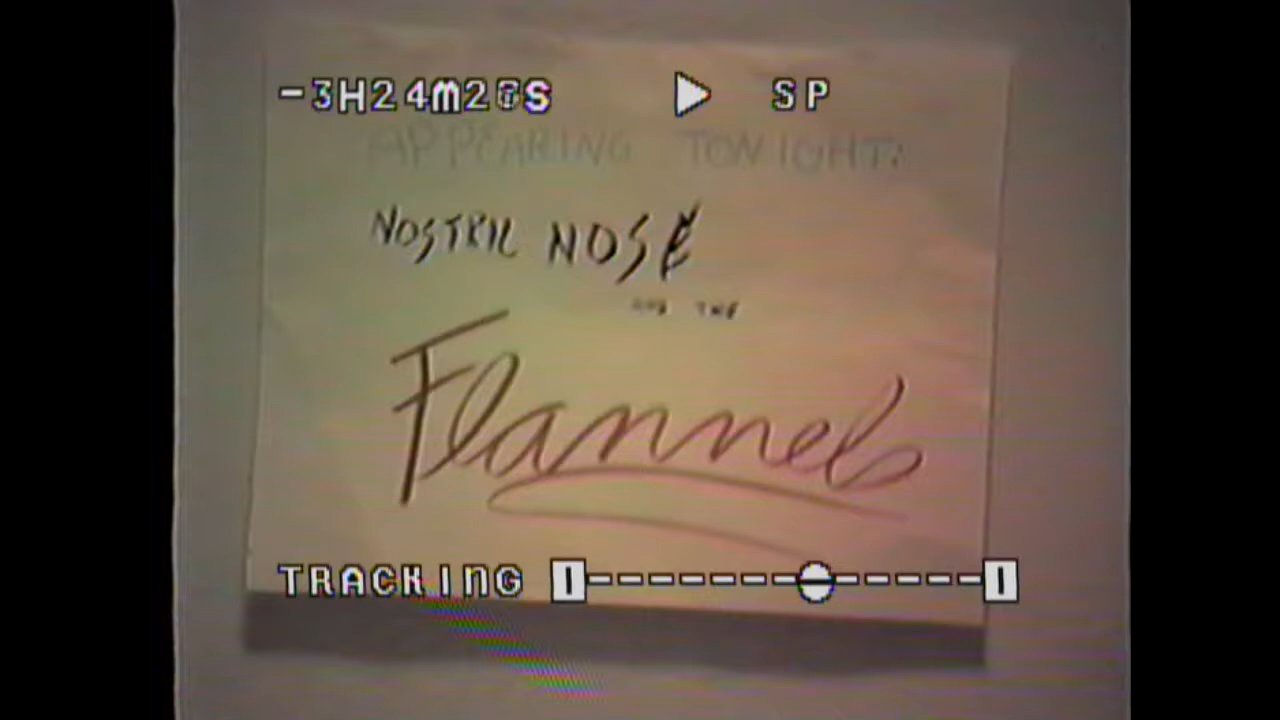 SP
APPEARING TONIGHT:
NOSTRIL NOSE
AND THE
Flannels
TRACKING